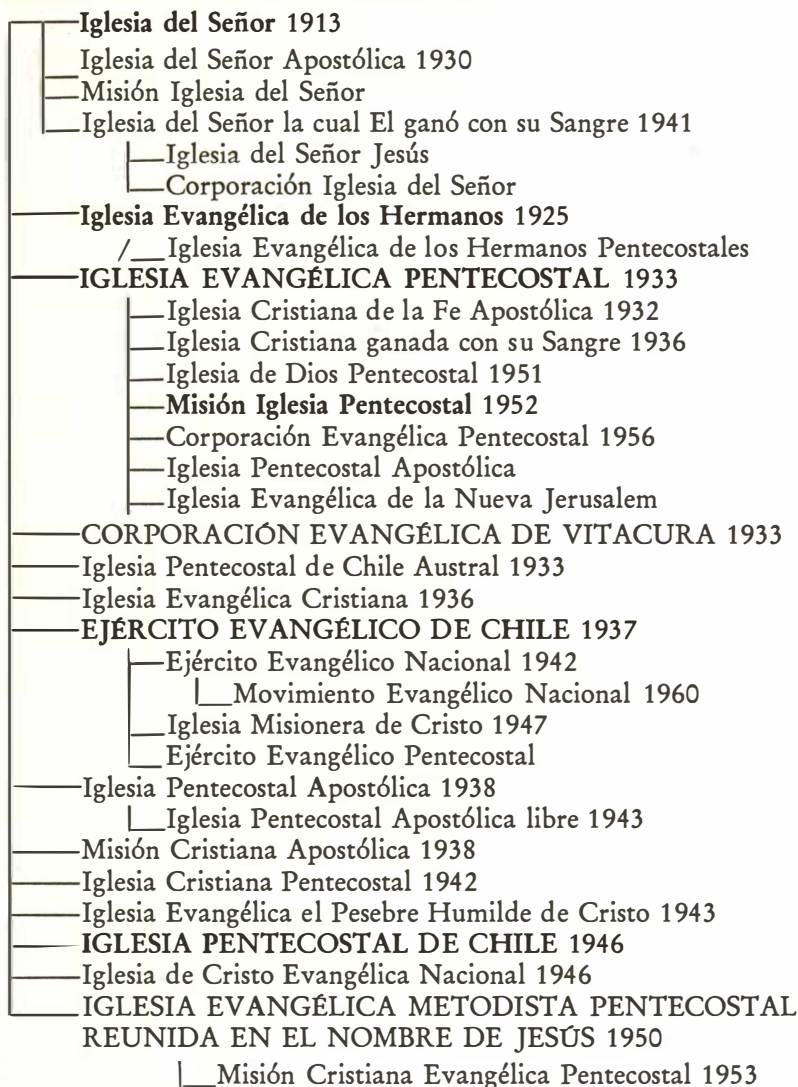 Iglesia del Señor 1913
Iglesia del Señor Apostólica 1930
Misión Iglesia del Señor
Iglesia del Señor la cual El ganó con su Sangre 1941
Iglesia del Señor Jesús
Corporación Iglesia del Señor
Iglesia Evangélica de los Hermanos 1925
Iglesia Evangélica de los Hermanos Pentecostales
IGLESIA EVANGÉLICA PENTECOSTAL 1933
Iglesia Cristiana de la Fe Apostólica 1932
Iglesia Cristiana ganada con su Sangre 1936
Iglesia de Dios Pentecostal 1951
Misión Iglesia Pentecostal 1952
Corporación Evangélica Pentecostal 1956
Iglesia Pentecostal Apostólica
Iglesia Evangélica de la Nueva Jerusalem
CORPORACIÓN EVANGÉLICA DE VITACURA 1933
Iglesia Pentecostal de Chile Austral 1933
Iglesia Evangélica Cristiana 1936
EJÉRCITO EVANGÉLICO DE CHILE 1937
Ejército Evangélico Nacional 1942
Movimiento Evangélico Nacional 1960
Iglesia Misionera de Cristo 1947
Ejército Evangélico Pentecostal
Iglesia Pentecostal Apostólica 1938
Iglesia Pentecostal Apostólica libre 1943
Misión Cristiana Apostólica 1938
Iglesia Cristiana Pentecostal 1942
Iglesia Evangélica el Pesebre Humilde de Cristo 1943
IGLESIA PENTECOSTAL DE CHILE 1946
Iglesia de Cristo Evangélica Nacional 1946
IGLESIA EVANGÉLICA METODISTA PENTECOSTAL
REUNIDA EN EL NOMBRE DE JESÚS 1950
Misión Cristiana Evangélica Pentecostal 1953